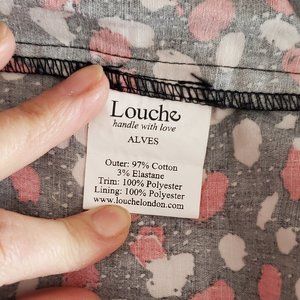 Louche
handle with love
ALVES
Outer: 97% Cotton
3% Elastane
Trim: 100% Polyester
Lining: 100% Polyester
www.louchelondon.com